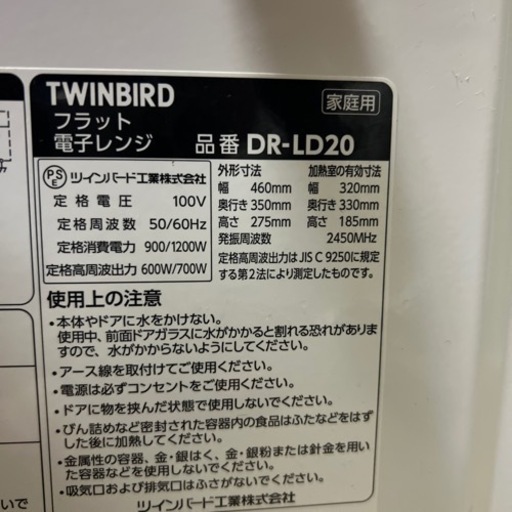 TWINBIRD
フラット
電子レンジ
家庭用
品番 DR-LD20
PSE ツインバード工業株式会社
定格電圧 100V
定格周波数 50/60Hz
定格消費電力 900/1200W
定格高周波出力 600W/700W
外形寸法 加熱室の有効寸法
幅 460mm 幅 320mm
奥行き 350mm 奥行き 330mm
高さ 275mm 高さ 185mm
発振周波数 2450MHz
定格高周波出力は JIS C 9250に規定
する第2法により測定したものです。
使用上の注意
・本体やドアに水をかけない。
使用中、前面ドアガラスに水がかかると割れる恐れがありま
すので、水がかからないようにしてください。
・アース線を取付けてご使用ください。
・電源は必ずコンセントをご使用ください。
・ドアに物を挟んだ状態で使用しないでください。
・びん詰めなど密封された容器内の食品はふたなどをはず
した後に加熱してください。
・金属性の容器、金・銀はく、金・銀粉または針金を用い
た容器などを使用しないでください。
・吸気口および排気口はふさがないでください。
ツインバード工業株式会社
いで